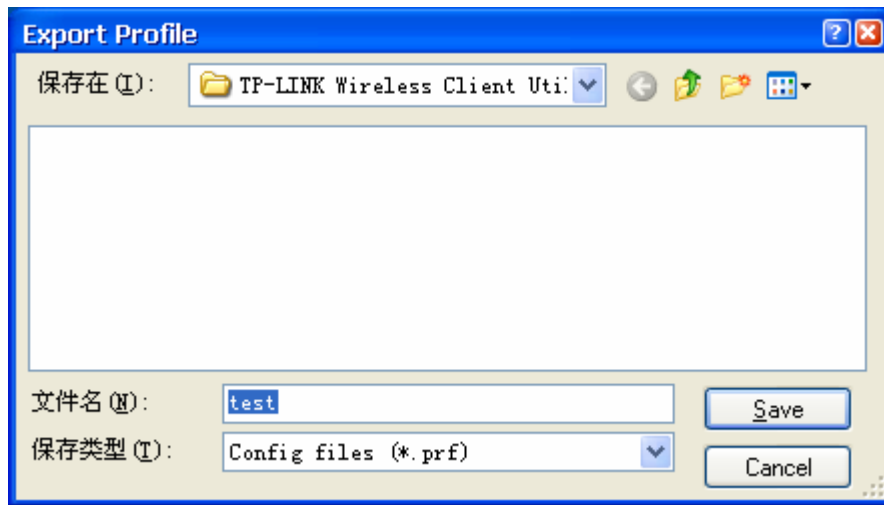 Export Profile
保存在(I): TP-LINK Wireless Client Uti
文件名(N): test Save
保存类型(T): Config files (*.prf) Cancel